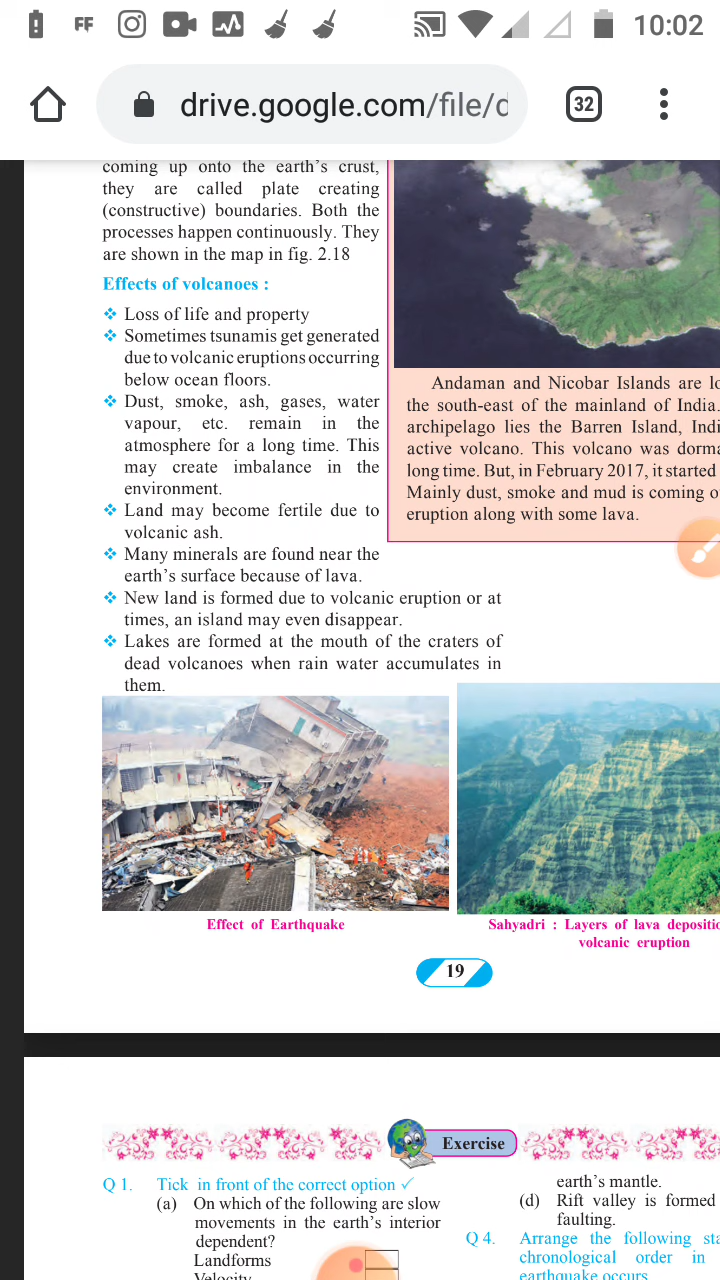 FF
10:02
drive.google.com/file/d
32
coming up onto the earth's crust,
they are called plate creating
(constructive) boundaries. Both the
processes happen continuously. They
are shown in the map in fig. 2.18
Effects of volcanoes :
❖ Loss of life and property
❖ Sometimes tsunamis get generated
due to volcanic eruptions occurring
below ocean floors.
❖ Dust, smoke, ash, gases, water
vapour, etc. remain in the
atmosphere for a long time. This
may create imbalance in the
environment.
❖ Land may become fertile due to
volcanic ash.
❖ Many minerals are found near the
earth's surface because of lava.
❖ New land is formed due to volcanic eruption or at
times, an island may even disappear.
❖ Lakes are formed at the mouth of the craters of
dead volcanoes when rain water accumulates in
them.
Andaman and Nicobar Islands are
the south-east of the mainland of India.
archipelago lies the Barren Island,
active volcano. This volcano was
long time. But, in February 2017, it started
Mainly dust, smoke and mud is coming
eruption along with some lava.
Effect of Earthquake
Sahyadri : Layers of lava
volcanic eruption
19
Exercise
Q 1. Tick in front of the correct option ✓
(a) On which of the following are slow
movements in the earth's interior
dependent?
Landforms
Velocity
earth's mantle.
(d) Rift valley is formed
faulting.
Q 4. Arrange the following
chronological order in
earthquake occurs